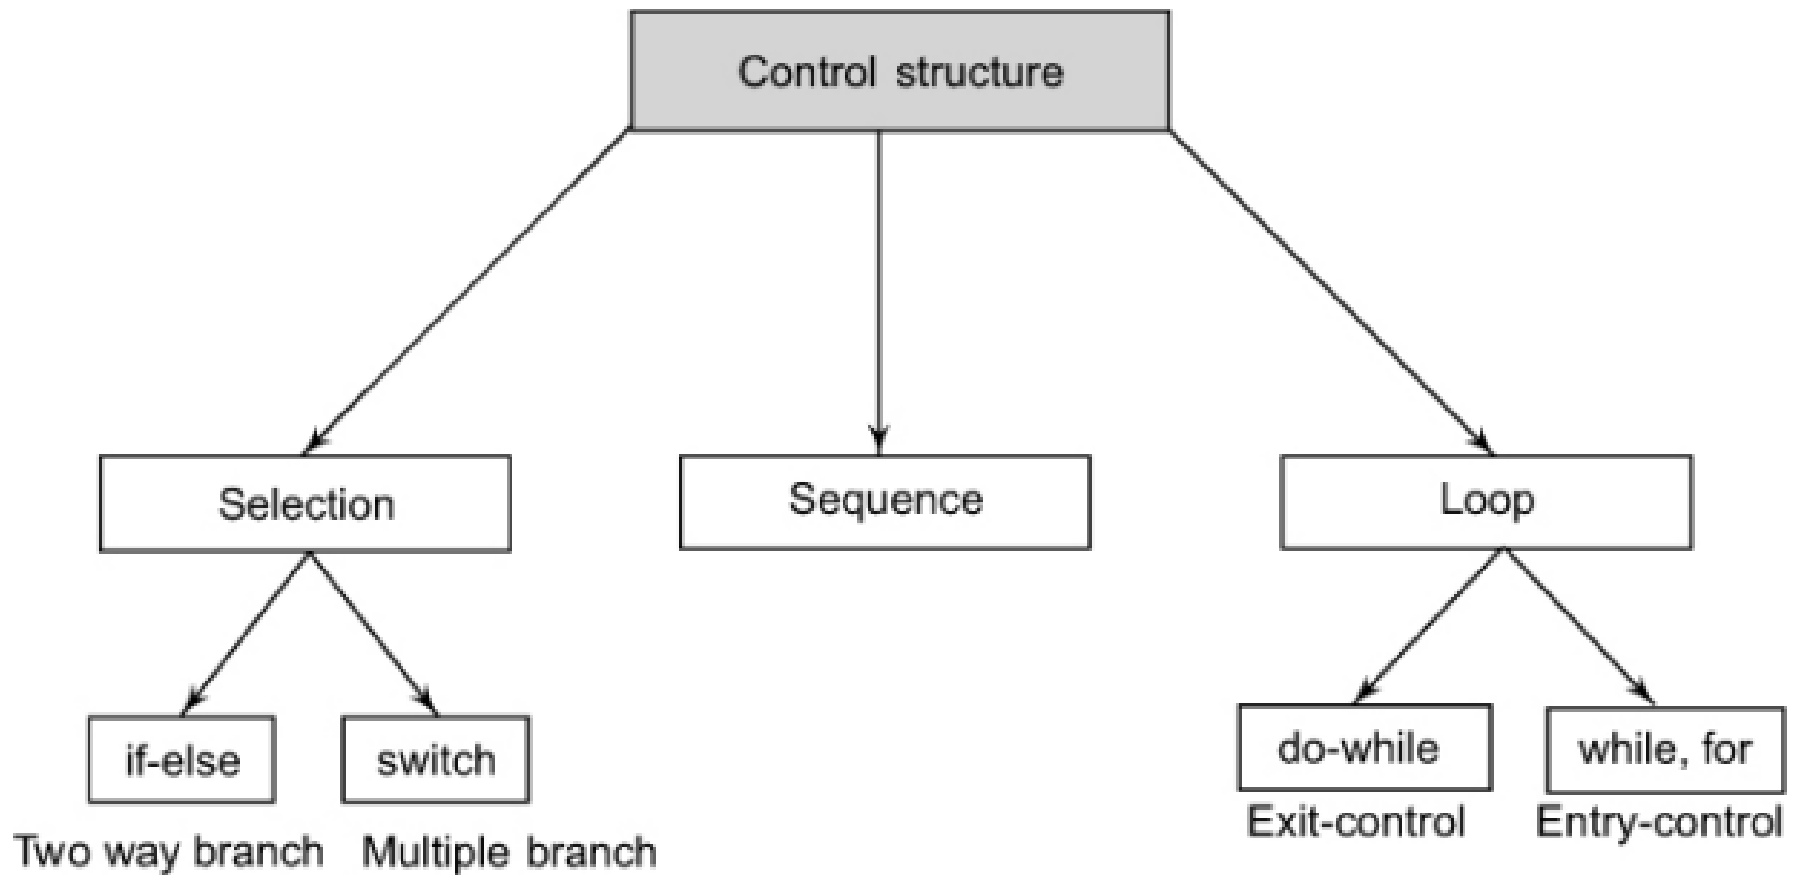 Control structure
Selection
Sequence
Loop
if-else
switch
do-while
while, for
Two way branch
Multiple branch
Exit-control
Entry-control